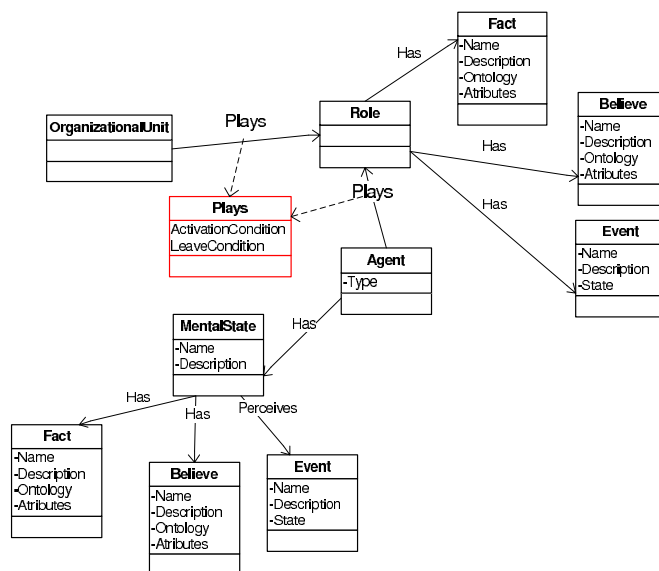 Fact
-Name
-Description
-Ontology
-Atributes
Has
Role
OrganizationalUnit
Plays
Believe
-Name
-Description
-Ontology
-Atributes
Has
Has
Plays
Plays
ActivationCondition
LeaveCondition
Event
-Name
-Description
-State
Agent
-Type
Has
MentalState
-Name
-Description
Has
Has
Perceives
Fact
-Name
-Description
-Ontology
-Atributes
Believe
-Name
-Description
-Ontology
-Atributes
Event
-Name
-Description
-State